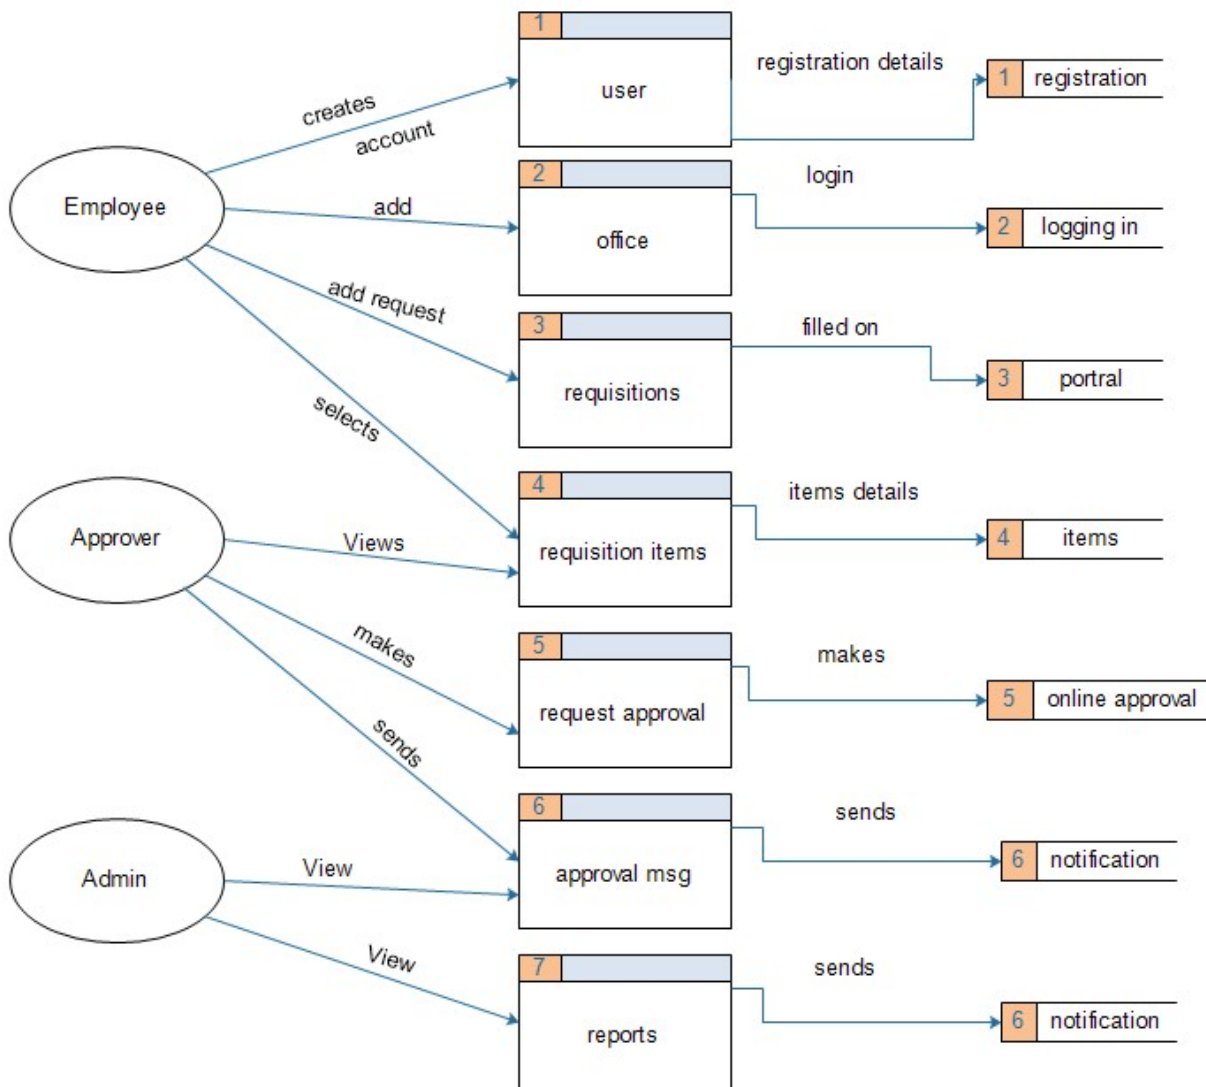 1
user
registration details
1 registration
creates
account
Employee
2
office
login
2 logging in
add
add request
3
requisitions
filled on
3 portral
selects
4
requisition items
items details
4 items
Approver
Views
makes
5
request approval
makes
5 online approval
sends
6
approval msg
sends
6 notification
Admin
View
View
7
reports
sends
6 notification